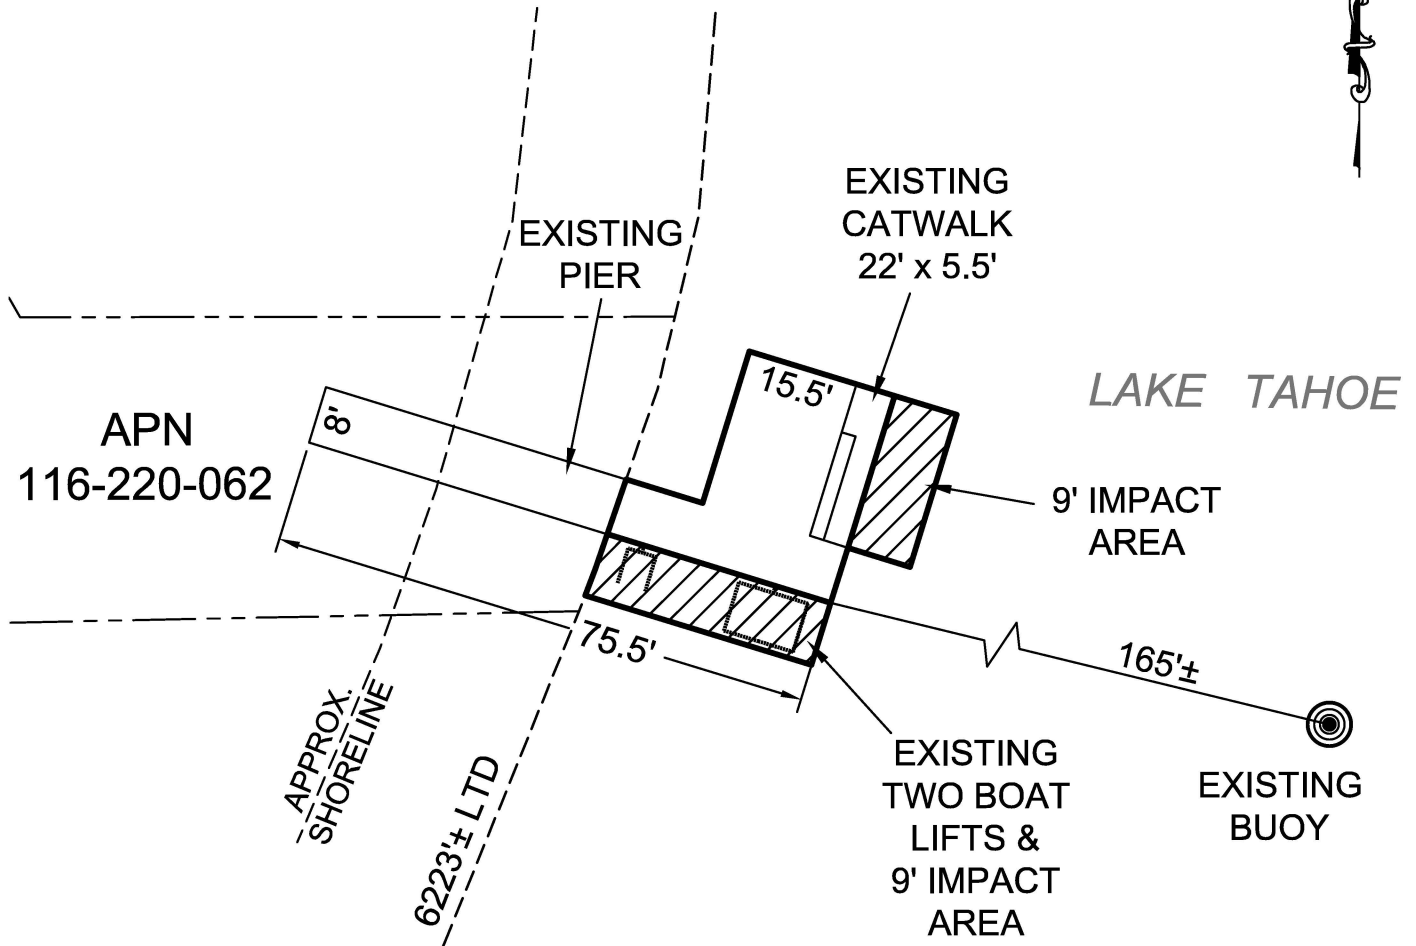 EXISTING
CATWALK
22' x 5.5'
EXISTING
PIER
15.5'
LAKE TAHOE
8'
APN
116-220-062
9' IMPACT
AREA
75.5'
165'±
APPROX.
SHORELINE
6223'± LTD
EXISTING
TWO BOAT
LIFTS &
9' IMPACT
AREA
EXISTING
BUOY